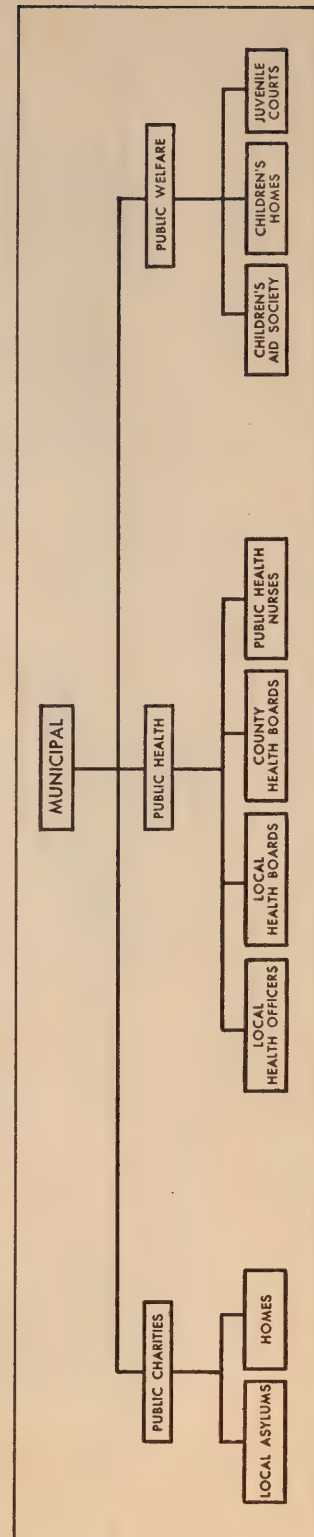 MUNICIPAL
PUBLIC CHARITIES
PUBLIC HEALTH
PUBLIC WELFARE
LOCAL ASYLUMS
HOMES
LOCAL
HEALTH OFFICERS
LOCAL
HEALTH BOARDS
COUNTY
HEALTH BOARDS
PUBLIC HEALTH
NURSES
CHILDREN'S
AID SOCIETY
CHILDREN'S
HOMES
JUVENILE
COURTS